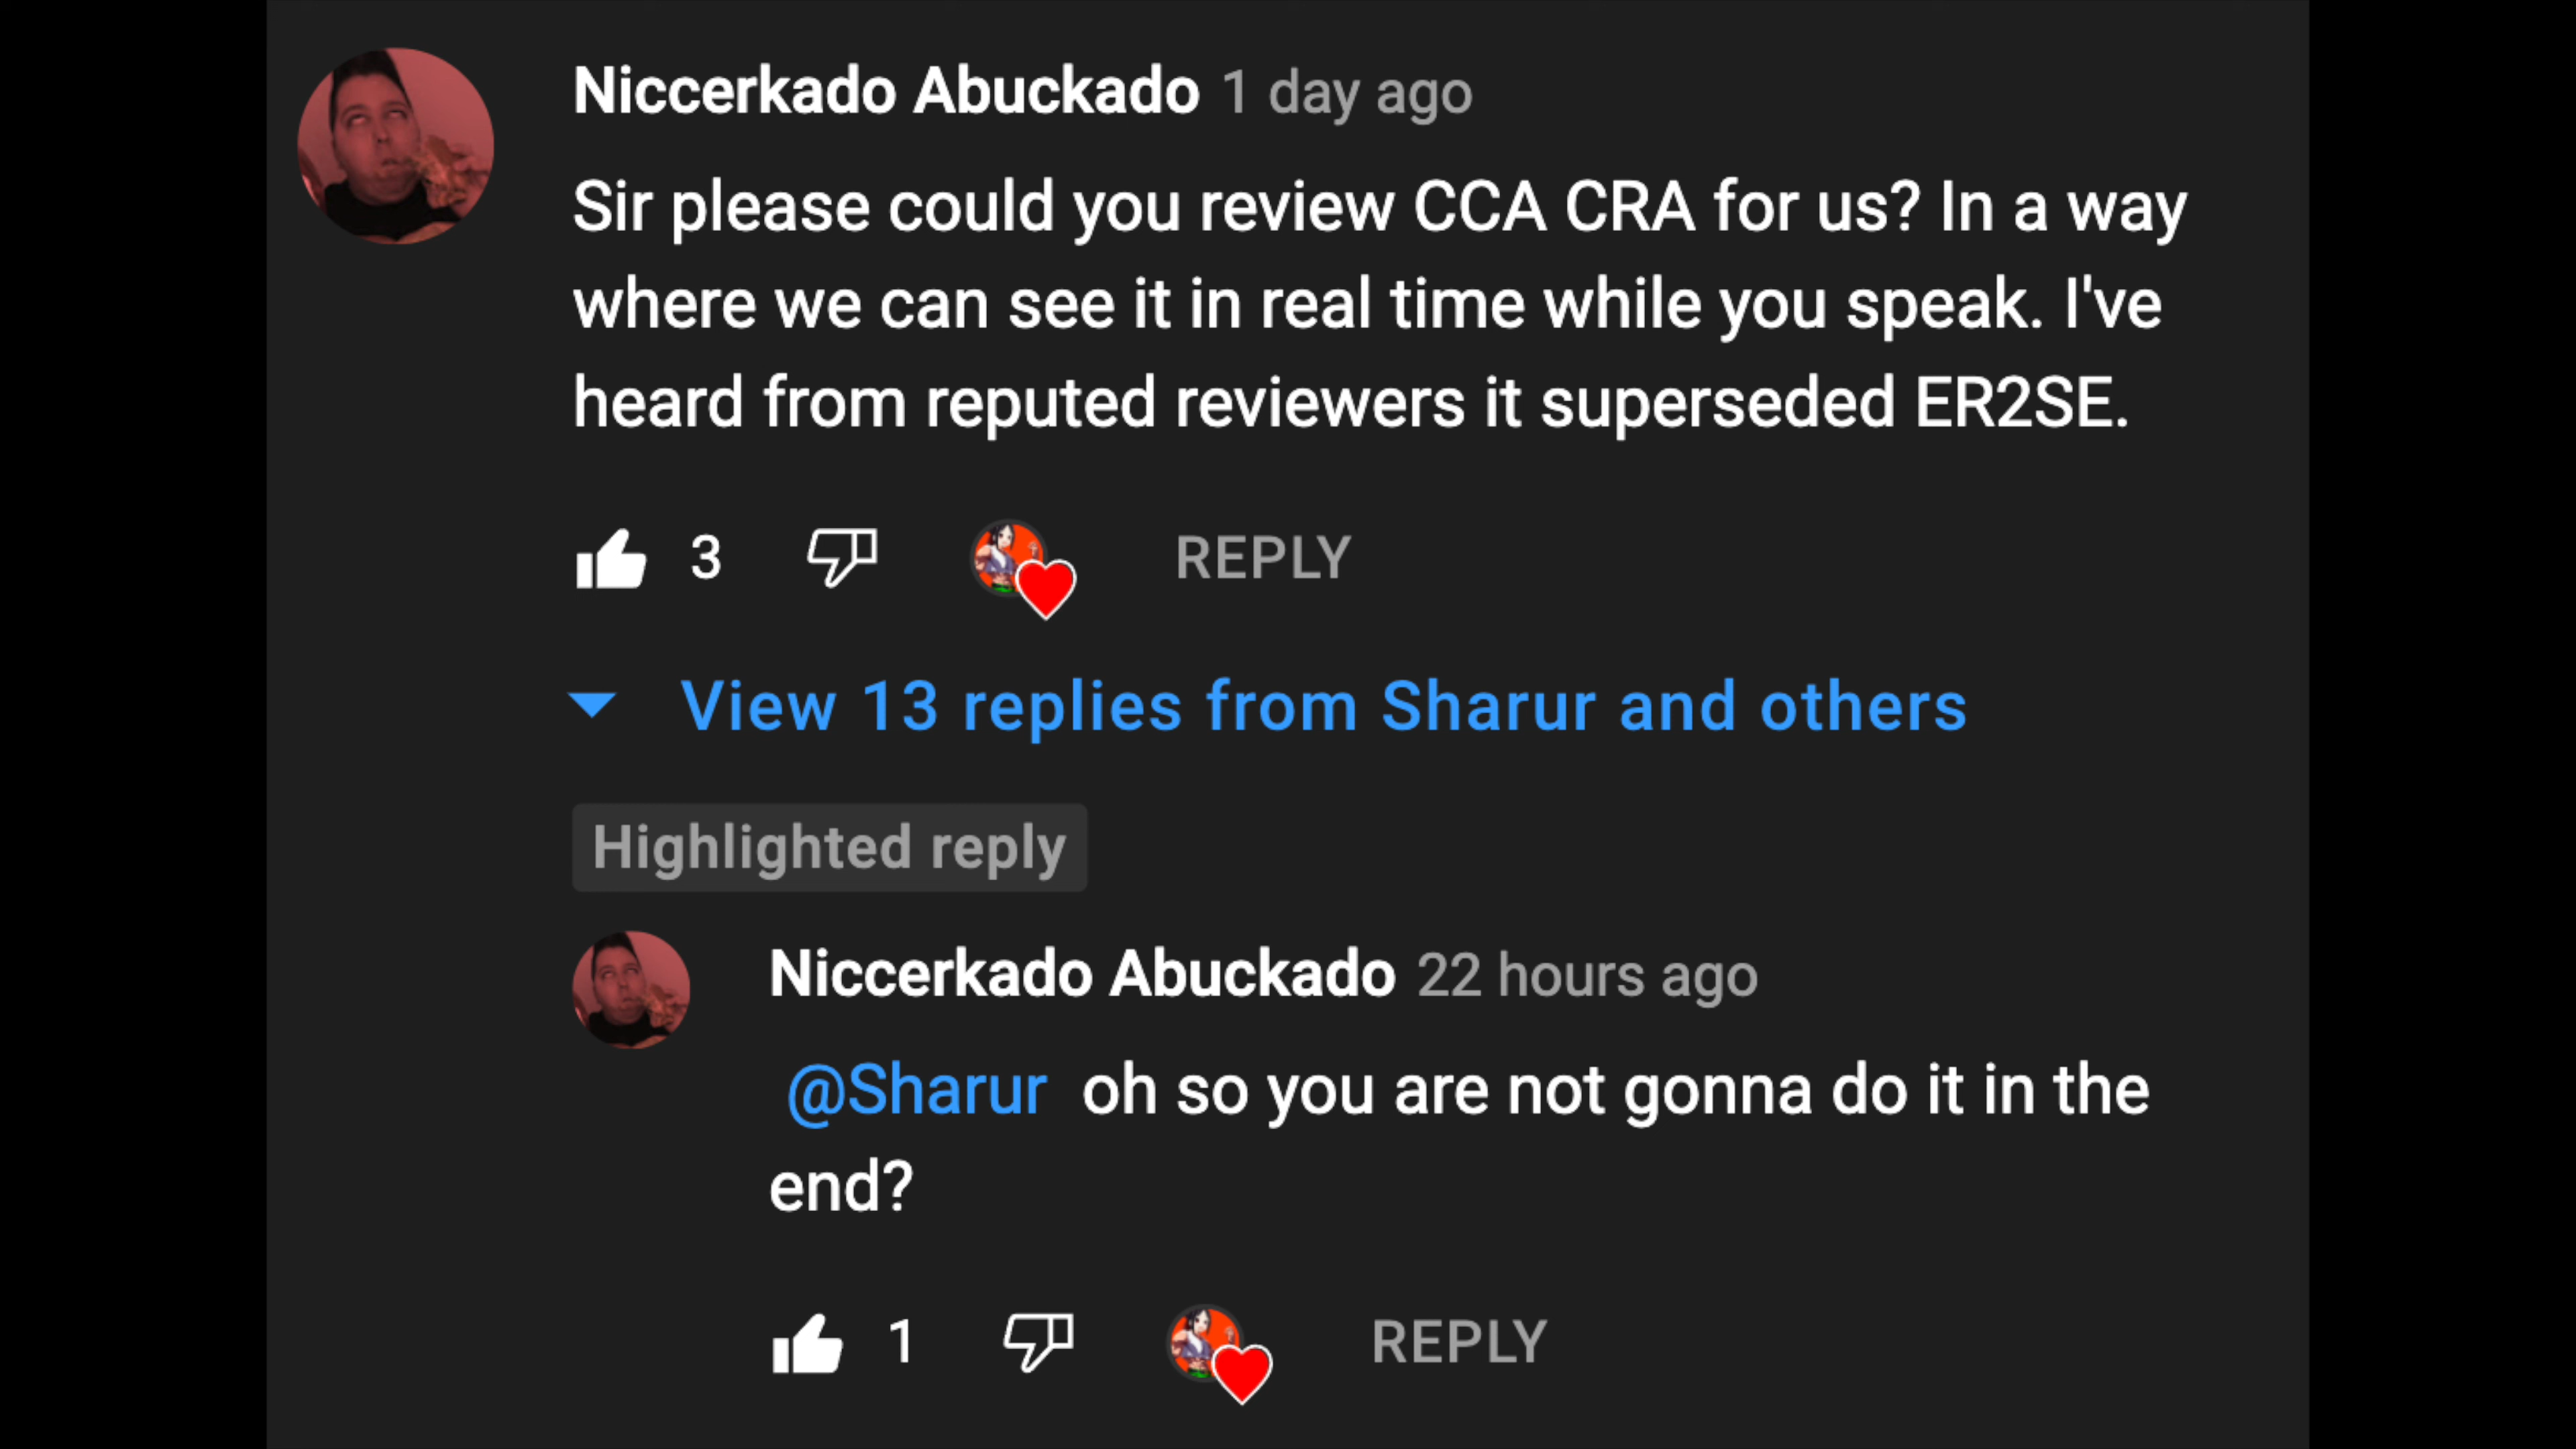 Niccerkado Abuckado 1 day ago
Sir please could you review CCA CRA for us? In a way
where we can see it in real time while you speak. I've
heard from reputed reviewers it superseded ER2SE.
3 REPLY
View 13 replies from Sharur and others
Highlighted reply
Niccerkado Abuckado 22 hours ago
@Sharur oh so you are not gonna do it in the
end?
1 REPLY